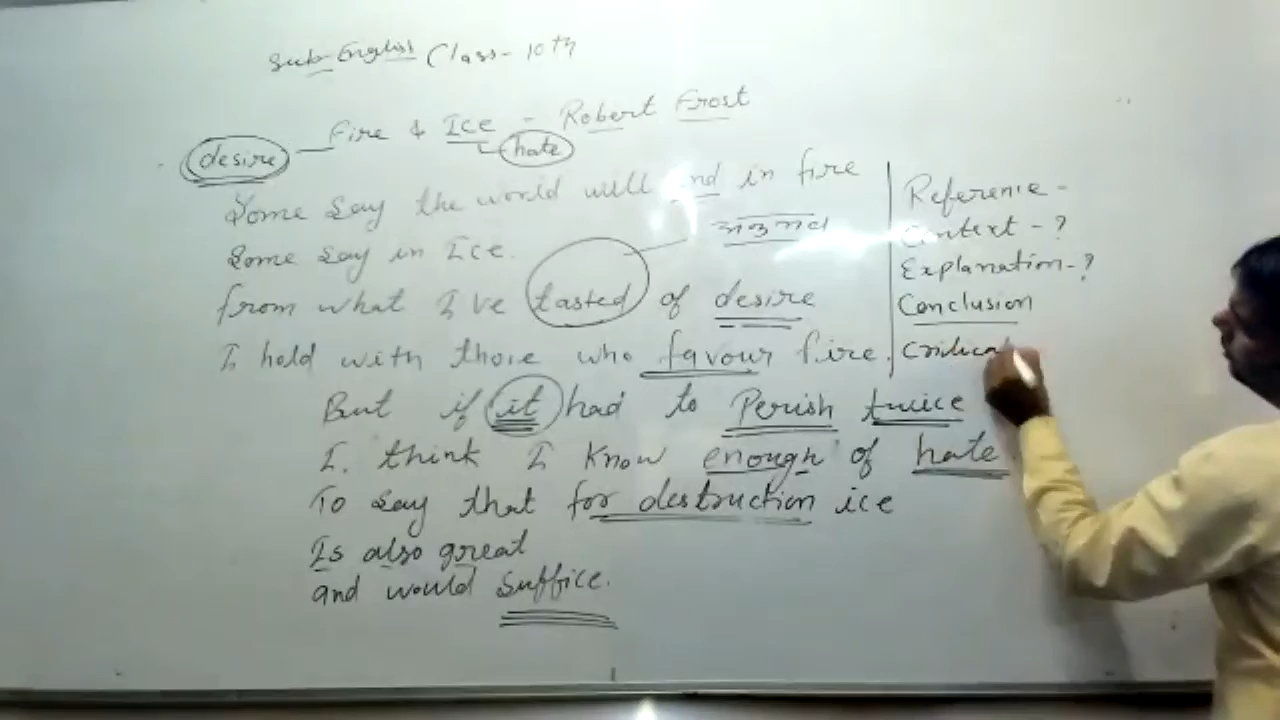 Sub-English Class-10th
Fire & Ice - Robert Frost
desire
hate
Some Say the world will End in fire
Some Say in Ice.
अनुभव
from what I've tasted of desire
I hold with those who favour fire.
But if it had to Perish twice
I think I Know enough of hate
To Say that for destruction ice
Is also great
and would Suffice.
Reference -
Context - ?
Explanation - ?
Conclusion
Critical